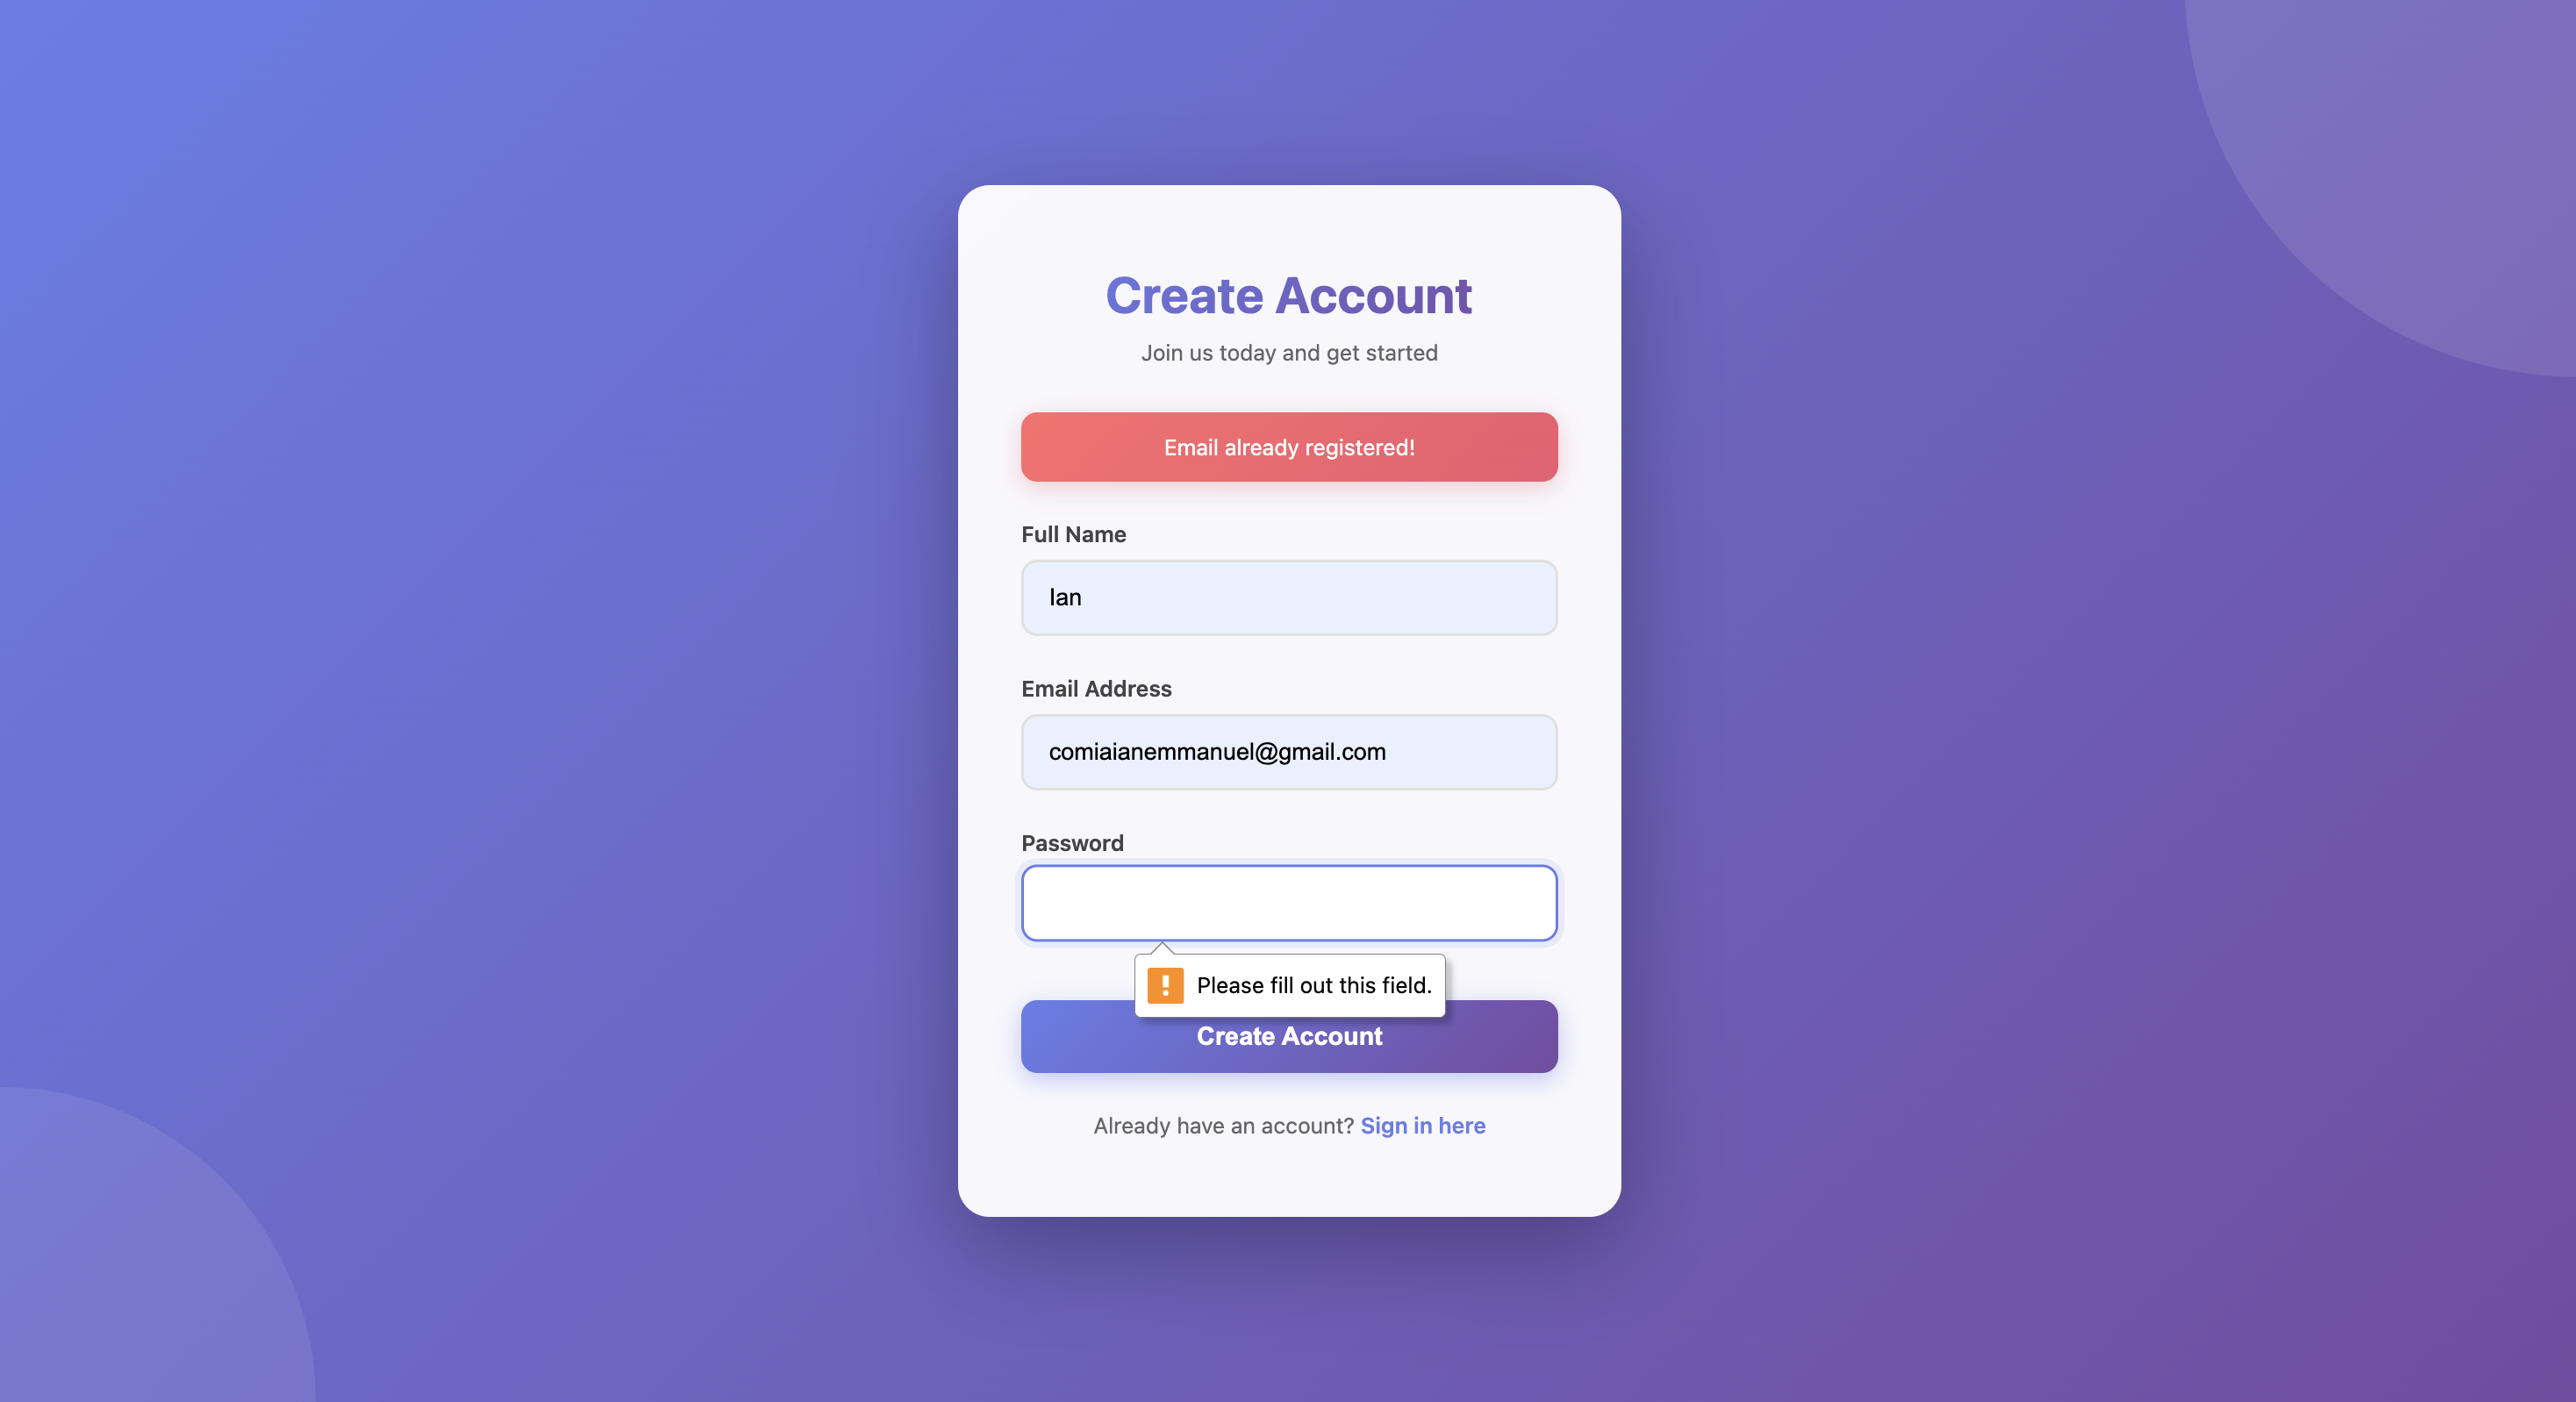 Create Account
Join us today and get started
Email already registered!
Full Name
Ian
Email Address
comiaianemmanuel@gmail.com
Password
Please fill out this field.
Create Account
Already have an account? Sign in here